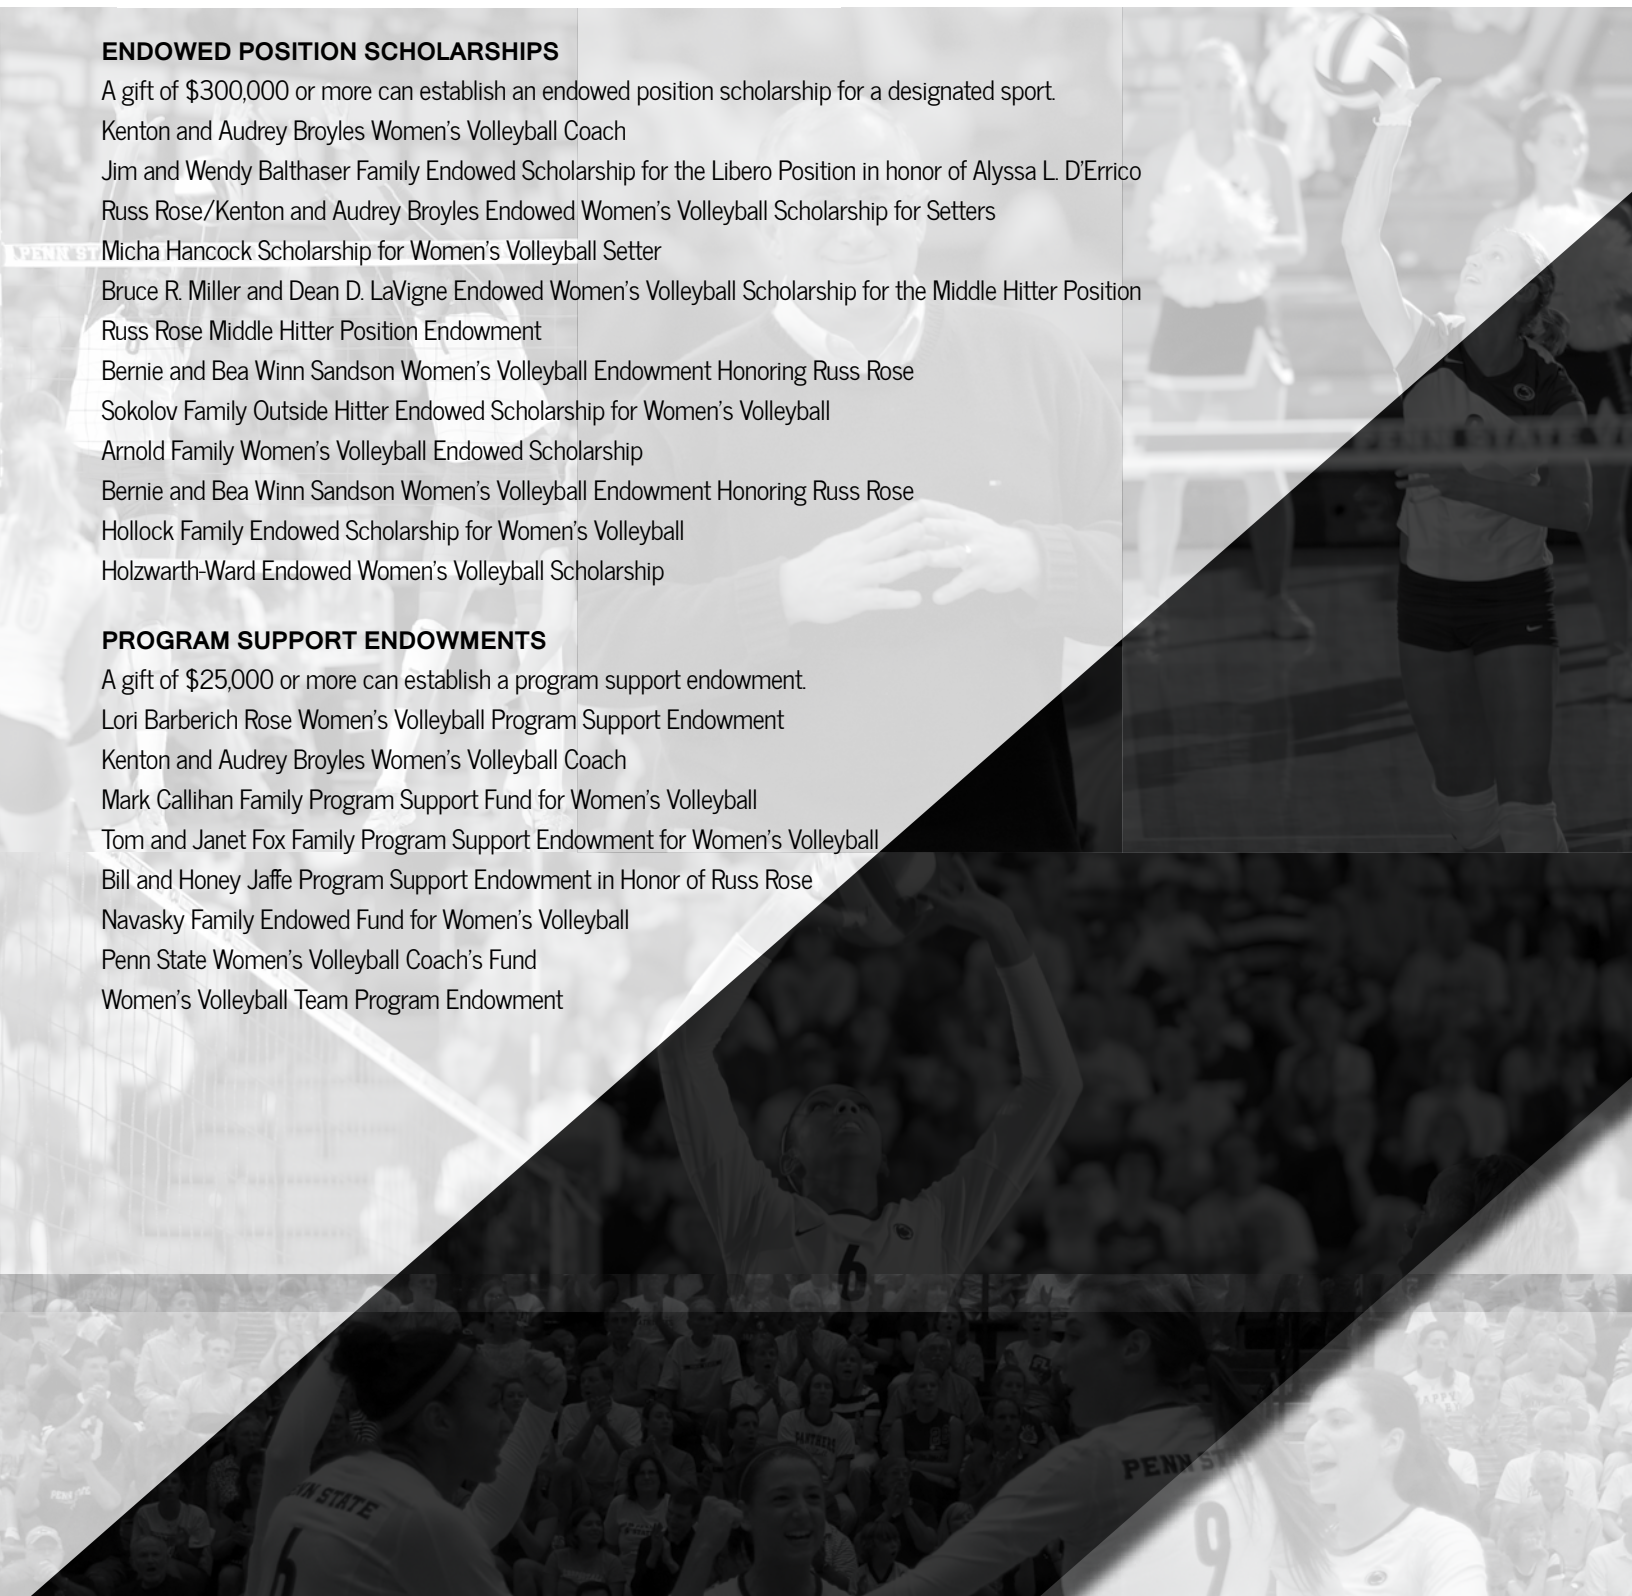 ENDOWED POSITION SCHOLARSHIPS
A gift of $300,000 or more can establish an endowed position scholarship for a designated sport.
Kenton and Audrey Broyles Women's Volleyball Coach
Jim and Wendy Balthaser Family Endowed Scholarship for the Libero Position in honor of Alyssa L. D'Errico
Russ Rose/Kenton and Audrey Broyles Endowed Women's Volleyball Scholarship for Setters
Micha Hancock Scholarship for Women's Volleyball Setter
Bruce R. Miller and Dean D. LaVigne Endowed Women's Volleyball Scholarship for the Middle Hitter Position
Russ Rose Middle Hitter Position Endowment
Bernie and Bea Winn Sandson Women's Volleyball Endowment Honoring Russ Rose
Sokolov Family Outside Hitter Endowed Scholarship for Women's Volleyball
Arnold Family Women's Volleyball Endowed Scholarship
Bernie and Bea Winn Sandson Women's Volleyball Endowment Honoring Russ Rose
Hollock Family Endowed Scholarship for Women's Volleyball
Holzwarth-Ward Endowed Women's Volleyball Scholarship
PROGRAM SUPPORT ENDOWMENTS
A gift of $25,000 or more can establish a program support endowment.
Lori Barberich Rose Women's Volleyball Program Support Endowment
Kenton and Audrey Broyles Women's Volleyball Coach
Mark Callihan Family Program Support Fund for Women's Volleyball
Tom and Janet Fox Family Program Support Endowment for Women's Volleyball
Bill and Honey Jaffe Program Support Endowment in Honor of Russ Rose
Navasky Family Endowed Fund for Women's Volleyball
Penn State Women's Volleyball Coach's Fund
Women's Volleyball Team Program Endowment
PENN ST
PENN STATE
6
PENN ST
NN STATE
6
9